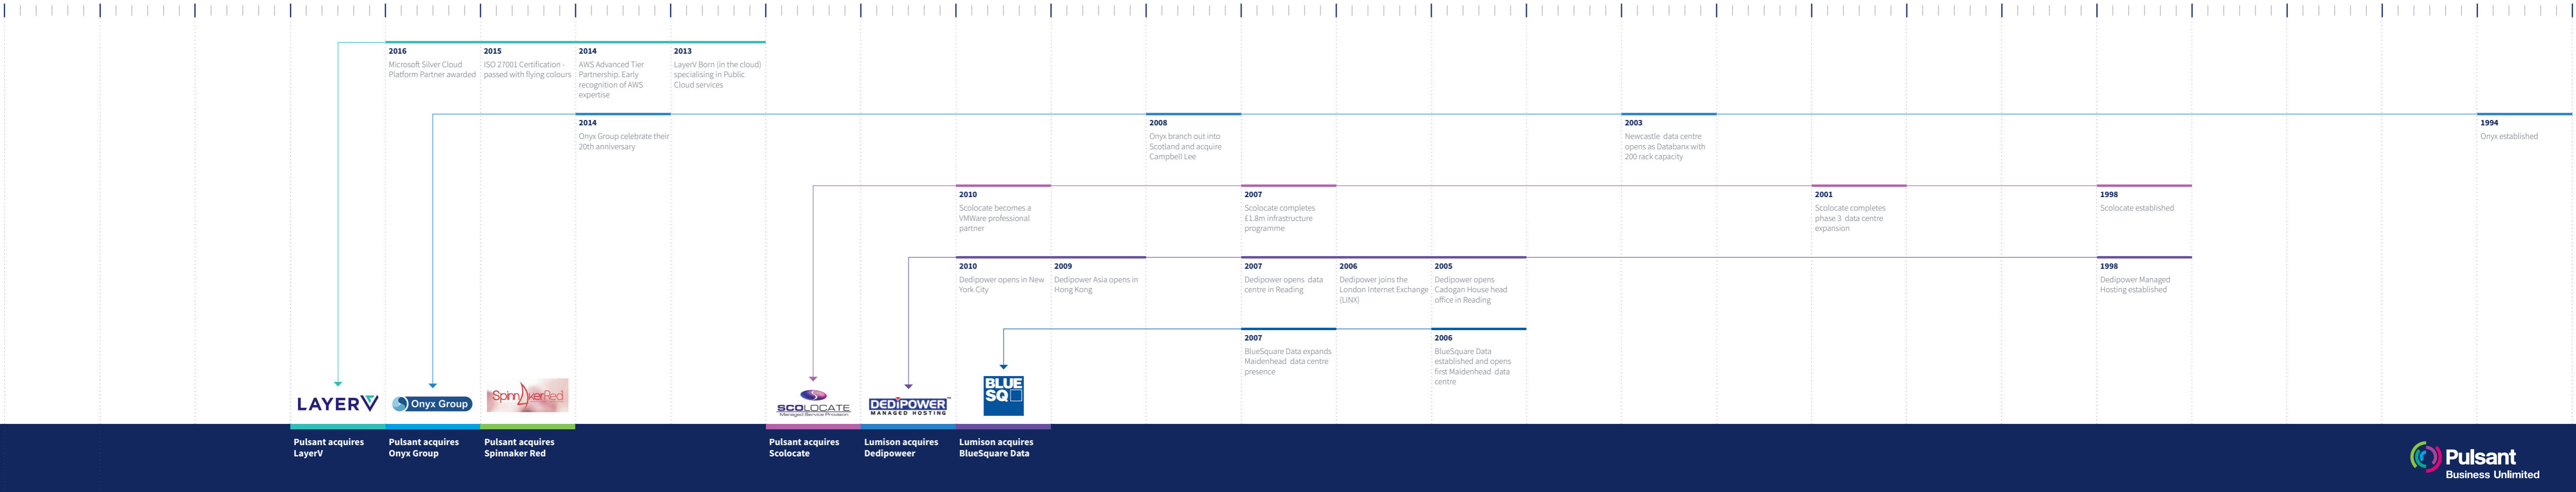 2016
Microsoft Silver Cloud
Platform Partner awarded
2015
ISO 27001 Certification -
passed with flying colours
2014
AWS Advanced Tier
Partnership. Early
recognition of AWS
expertise
2013
LayerV Born (in the cloud)
specialising in Public
Cloud services
2014
Onyx Group celebrate their
20th anniversary
2008
Onyx branch out into
Scotland and acquire
Campbell Lee
2003
Newcastle data centre
opens as Databanx with
200 rack capacity
1994
Onyx established
2010
Scolocate becomes a
VMWare professional
partner
2007
Scolocate completes
£1.8m infrastructure
programme
2001
Scolocate completes
phase 3 data centre
expansion
1998
Scolocate established
2010
Dedipower opens in New
York City
2009
Dedipower Asia opens in
Hong Kong
2007
Dedipower opens data
centre in Reading
2006
Dedipower joins the
London Internet Exchange
(LINX)
2005
Dedipower opens
Cadogan House head
office in Reading
1998
Dedipower Managed
Hosting established
2007
BlueSquare Data expands
Maidenhead data centre
presence
2006
BlueSquare Data
established and opens
first Maidenhead data
centre
LAYERV
Onyx Group
SpinnakerRed
SCOLOCATE
Managed Service Provision
DEDIPOWER™
MANAGED HOSTING
BLUE
SQ
Pulsant acquires
LayerV
Pulsant acquires
Onyx Group
Pulsant acquires
Spinnaker Red
Pulsant acquires
Scolocate
Lumison acquires
Dedipoweer
Lumison acquires
BlueSquare Data
Pulsant
Business Unlimited